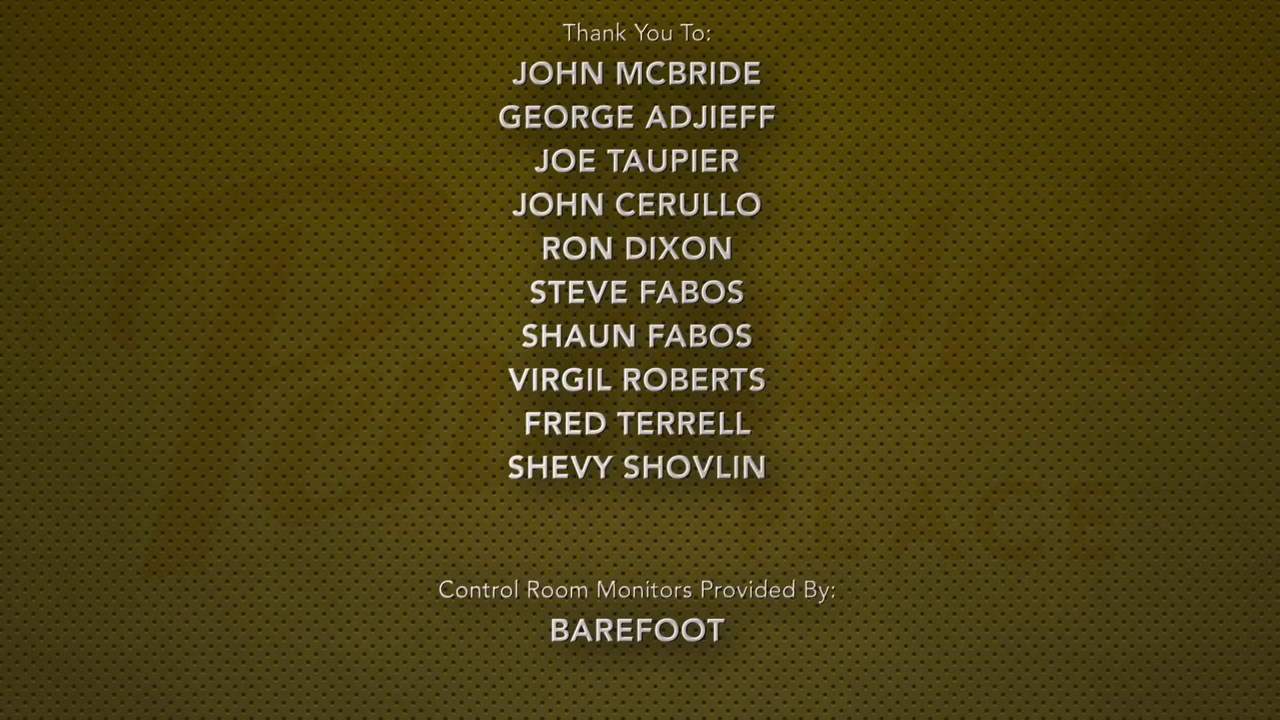 Thank You To:
JOHN MCBRIDE
GEORGE ADJIEFF
JOE TAUPIER
JOHN CERULLO
RON DIXON
STEVE FABOS
SHAUN FABOS
VIRGIL ROBERTS
FRED TERRELL
SHEVY SHOVLIN
Control Room Monitors Provided By:
BAREFOOT